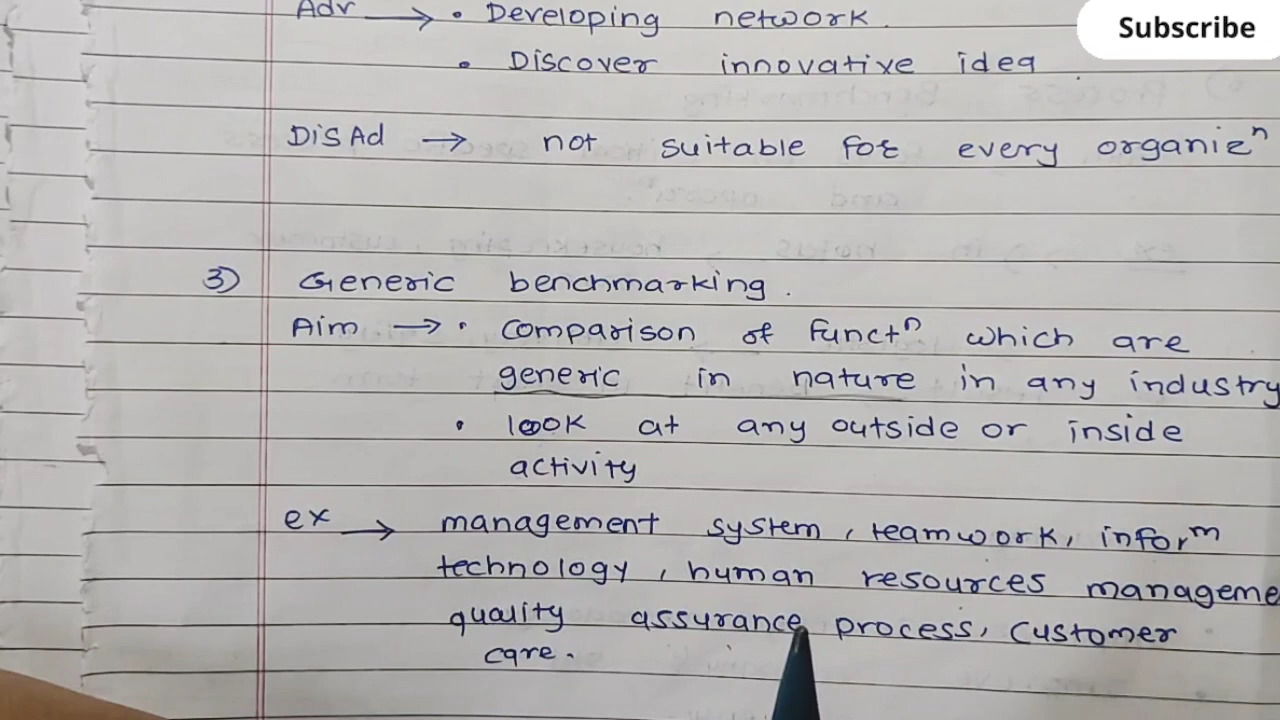 Adv → • Developing network.
Subscribe
• Discover innovative idea
DisAd → not suitable for every organizⁿ
3) Generic benchmarking.
Aim → • comparison of functⁿ which are
generic in nature in any industry
• look at any outside or inside
activity
ex → management system, teamwork, inforᵐ
technology, human resources manageme
quality assurance process, customer
care.